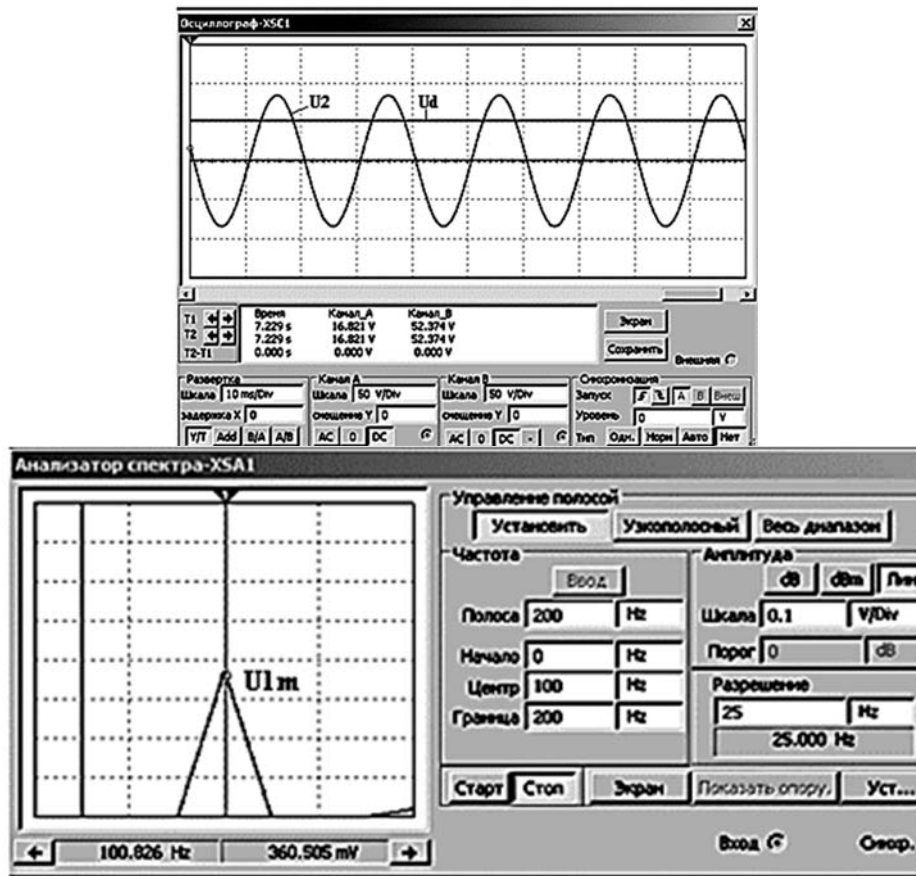 Осциллограф-XSC1
U2
Ud
T1
T2
T2-T1
Время Канал_A Канал_B
7.229 s 16.821 V 52.374 V
7.229 s 16.821 V 52.374 V
0.000 s 0.000 V 0.000 V
Экран
Сохранить
Внешняя
Развертка
Шкала 10 ms/Div
задержка X 0
Y/T Add B/A A/B
Канал A
Шкала 50 V/Div
смещение Y 0
AC 0 DC
Канал B
Шкала 50 V/Div
смещение Y 0
AC 0 DC -
Синхронизация
Запуск A B Внеш
Уровень 0 V
Тип Одн. Норм Авто Нет
Анализатор спектра-XSA1
U1m
100.826 Hz 360.505 mV
Управление полосой
Установить Узкополосный Весь диапазон
Частота
Ввод
Полоса 200 Hz
Начало 0 Hz
Центр 100 Hz
Граница 200 Hz
Амплитуда
dB dBm Лин
Шкала 0.1 V/Div
Порог 0 dB
Разрешение
25 Hz
25.000 Hz
Старт Стоп Экран Показать опору. Уст...
Вход Синхр.